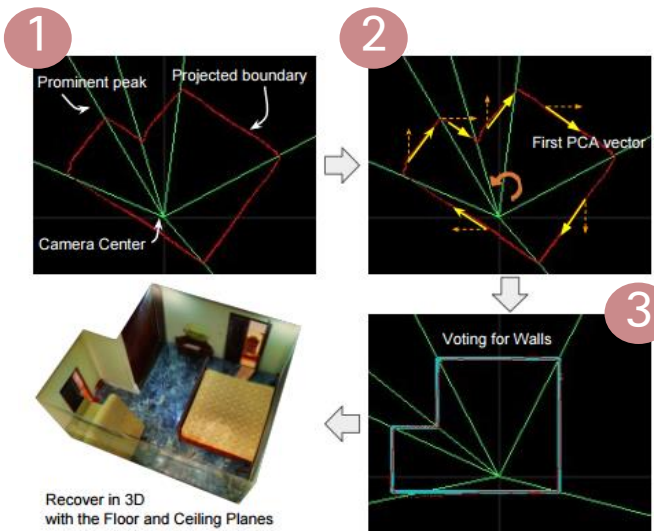 1
Prominent peak
Projected boundary
Camera Center
2
First PCA vector
3
Voting for Walls
Recover in 3D
with the Floor and Ceiling Planes